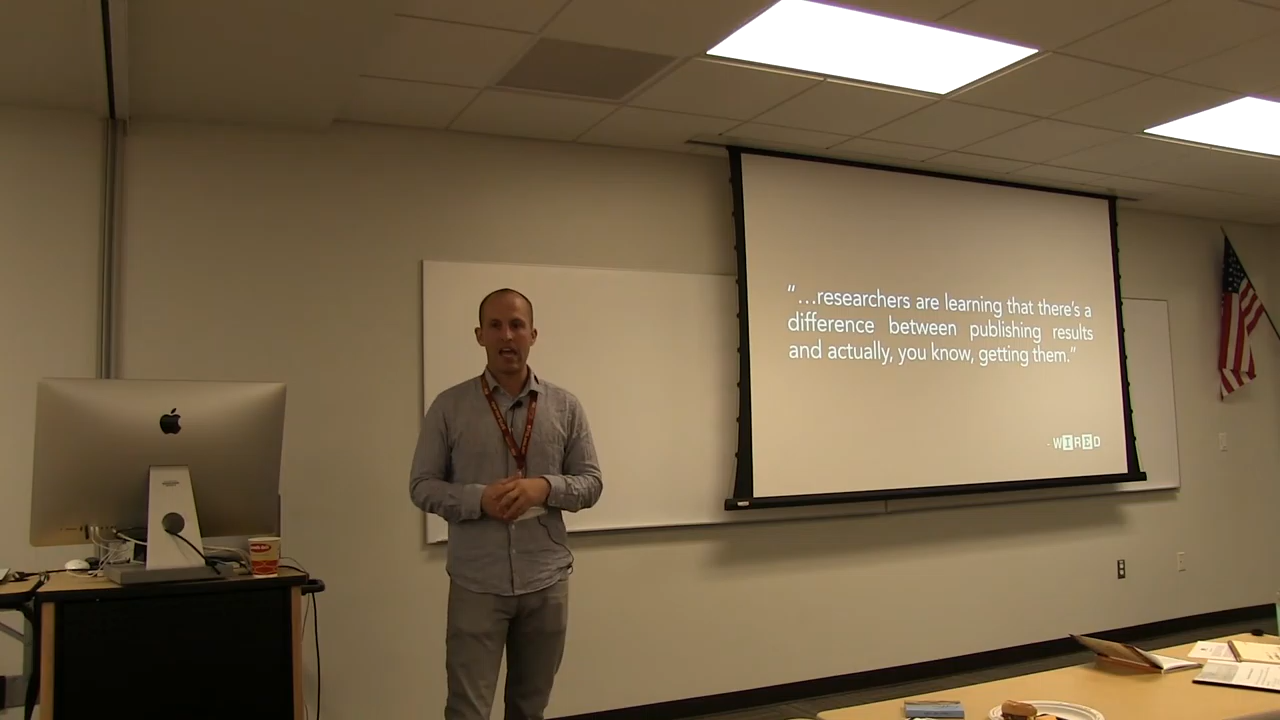 “...researchers are learning that there's a
difference between publishing results
and actually, you know, getting them.”
- WIRED